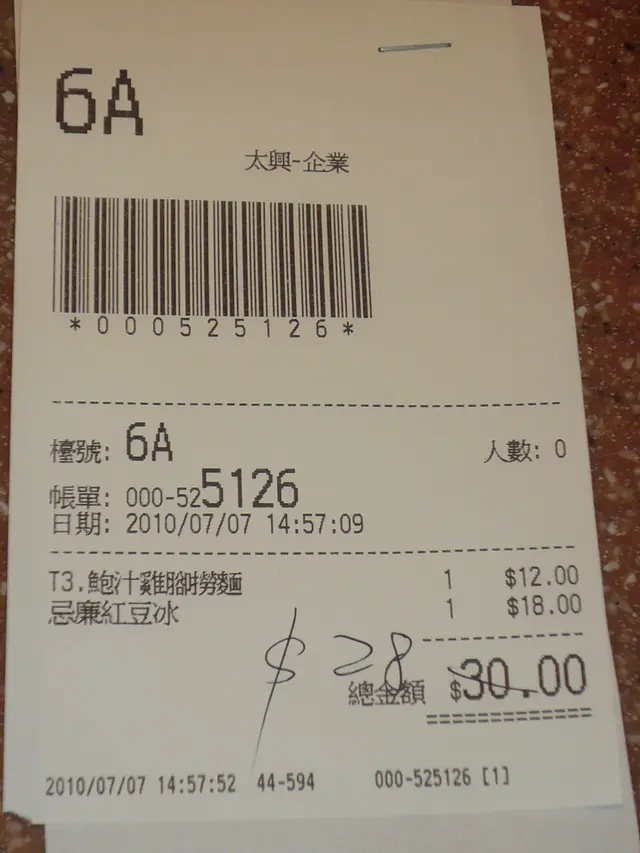 6A
太興-企業
*000525126*
檯號: 6A 人數: 0
帳單: 000-525126
日期: 2010/07/07 14:57:09
T3.鮑汁雞腳撈麵 1 $12.00
忌廉紅豆冰 1 $18.00
$28
總金額 $30.00
2010/07/07 14:57:52 44-594 000-525126 [1]